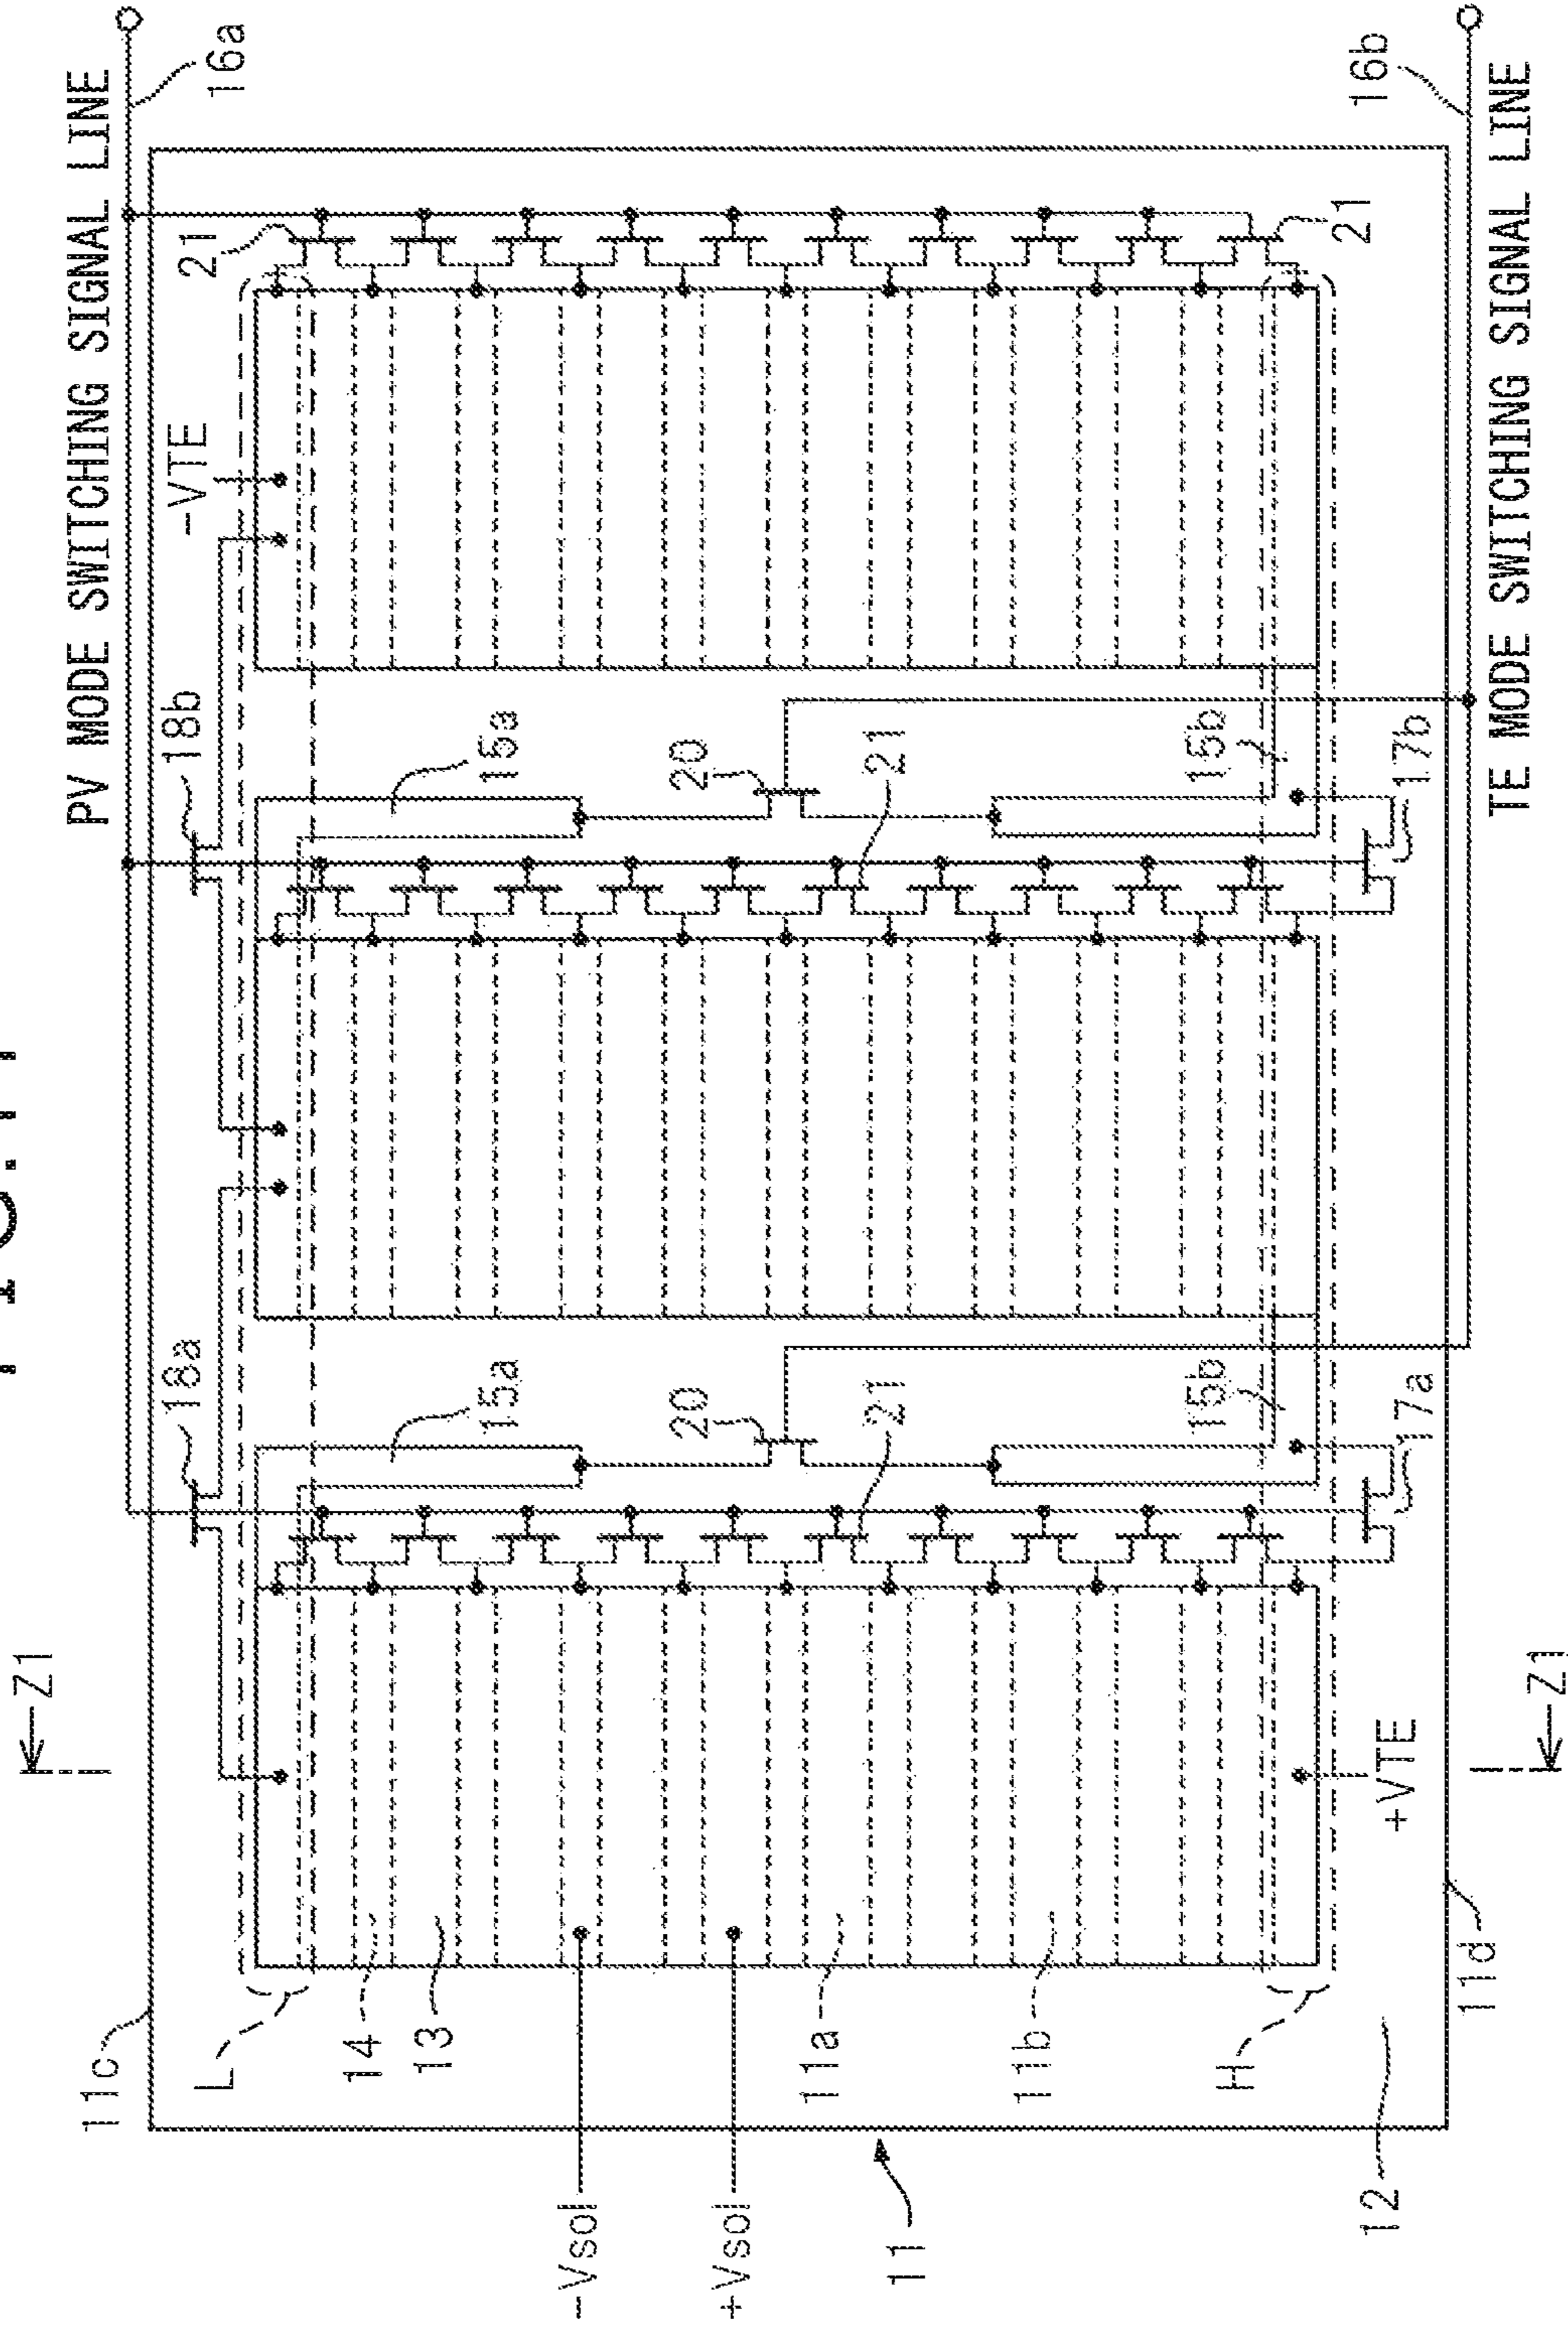 Z1
11c
PV MODE SWITCHING SIGNAL LINE
18a
18b
-VTE
L
21
16a
14
13
15a
15a
-Vsol
20
20
+Vsol
11a
21
21
11
11b
15b
15b
H
21
16b
12
+VTE
17a
17b
11d
TE MODE SWITCHING SIGNAL LINE
Z1